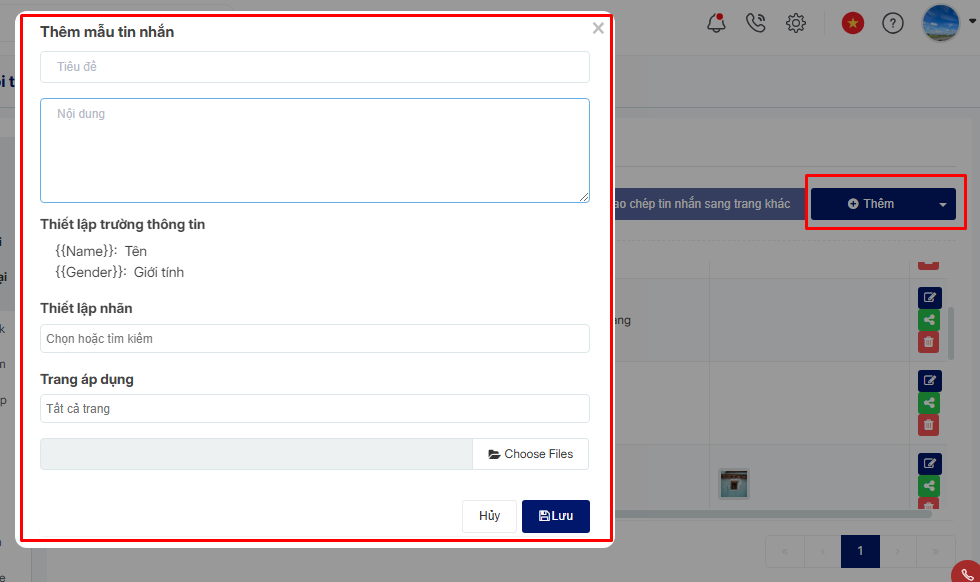 Thêm mẫu tin nhắn
Tiêu đề
Nội dung
Thiết lập trường thông tin
{{Name}}: Tên
{{Gender}}: Giới tính
Thiết lập nhãn
Chọn hoặc tìm kiếm
Trang áp dụng
Tất cả trang
Choose Files
Hủy
Lưu
chép tin nhắn sang trang khác
Thêm
1